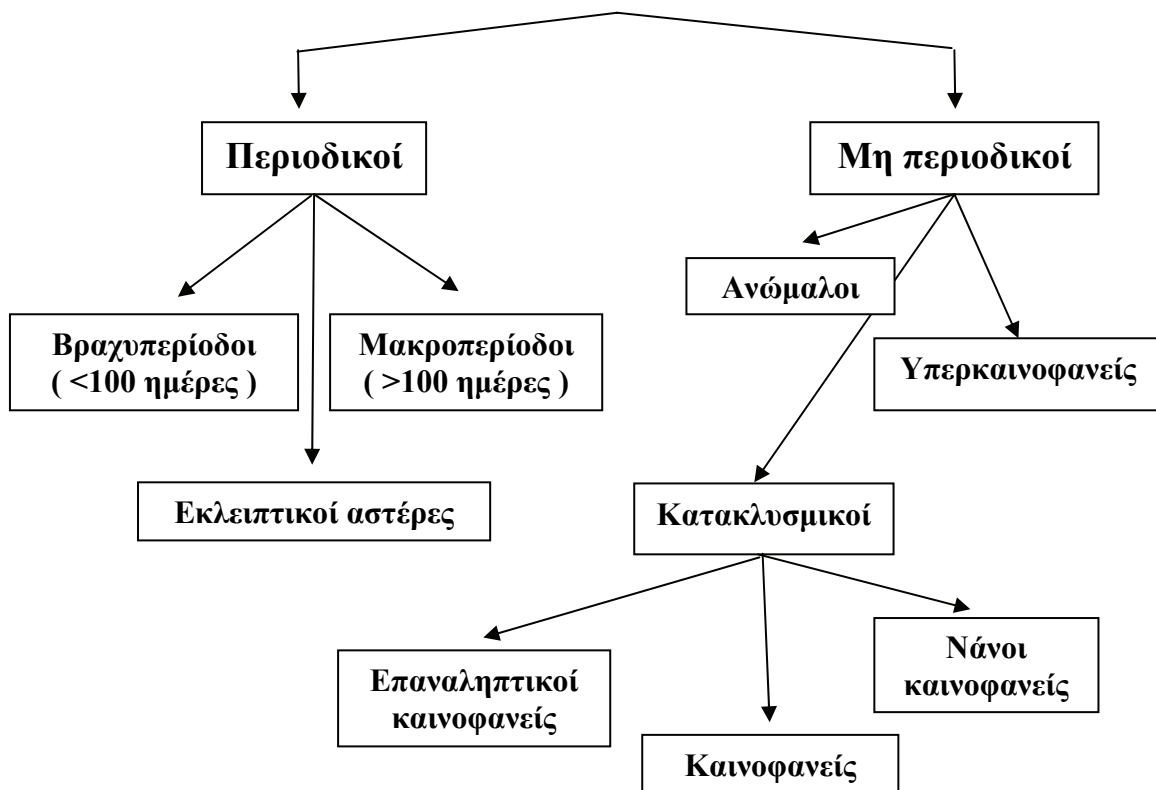 Περιοδικοί
Μη περιοδικοί
Ανώμαλοι
Βραχυπερίοδοι
( <100 ημέρες )
Μακροπερίοδοι
( >100 ημέρες )
Υπερκαινοφανείς
Εκλειπτικοί αστέρες
Κατακλυσμικοί
Επαναληπτικοί
καινοφανείς
Νάνοι
καινοφανείς
Καινοφανείς